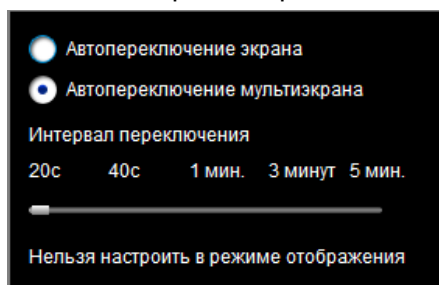 Автопереключение экрана
Автопереключение мультиэкрана
Интервал переключения
20с 40с 1 мин. 3 минут 5 мин.
Нельзя настроить в режиме отображения